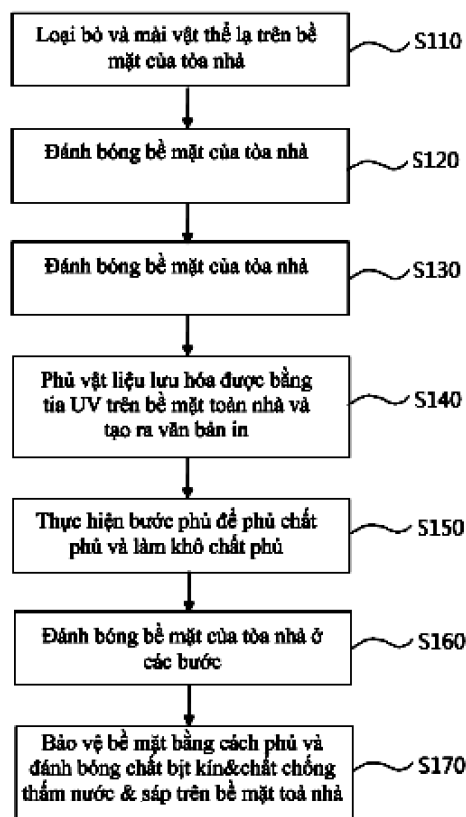 Loại bỏ và mài vật thể lạ trên bề
mặt của tòa nhà
S110
Đánh bóng bề mặt của tòa nhà
S120
Đánh bóng bề mặt của tòa nhà
S130
Phủ vật liệu lưu hóa được bằng
tia UV trên bề mặt toàn nhà và
tạo ra văn bản in
S140
Thực hiện bước phủ để phủ chất
phủ và làm khô chất phủ
S150
Đánh bóng bề mặt của tòa nhà ở
các bước
S160
Bảo vệ bề mặt bằng cách phủ và
đánh bóng chất bịt kín&chất chống
thấm nước & sáp trên bề mặt toà nhà
S170